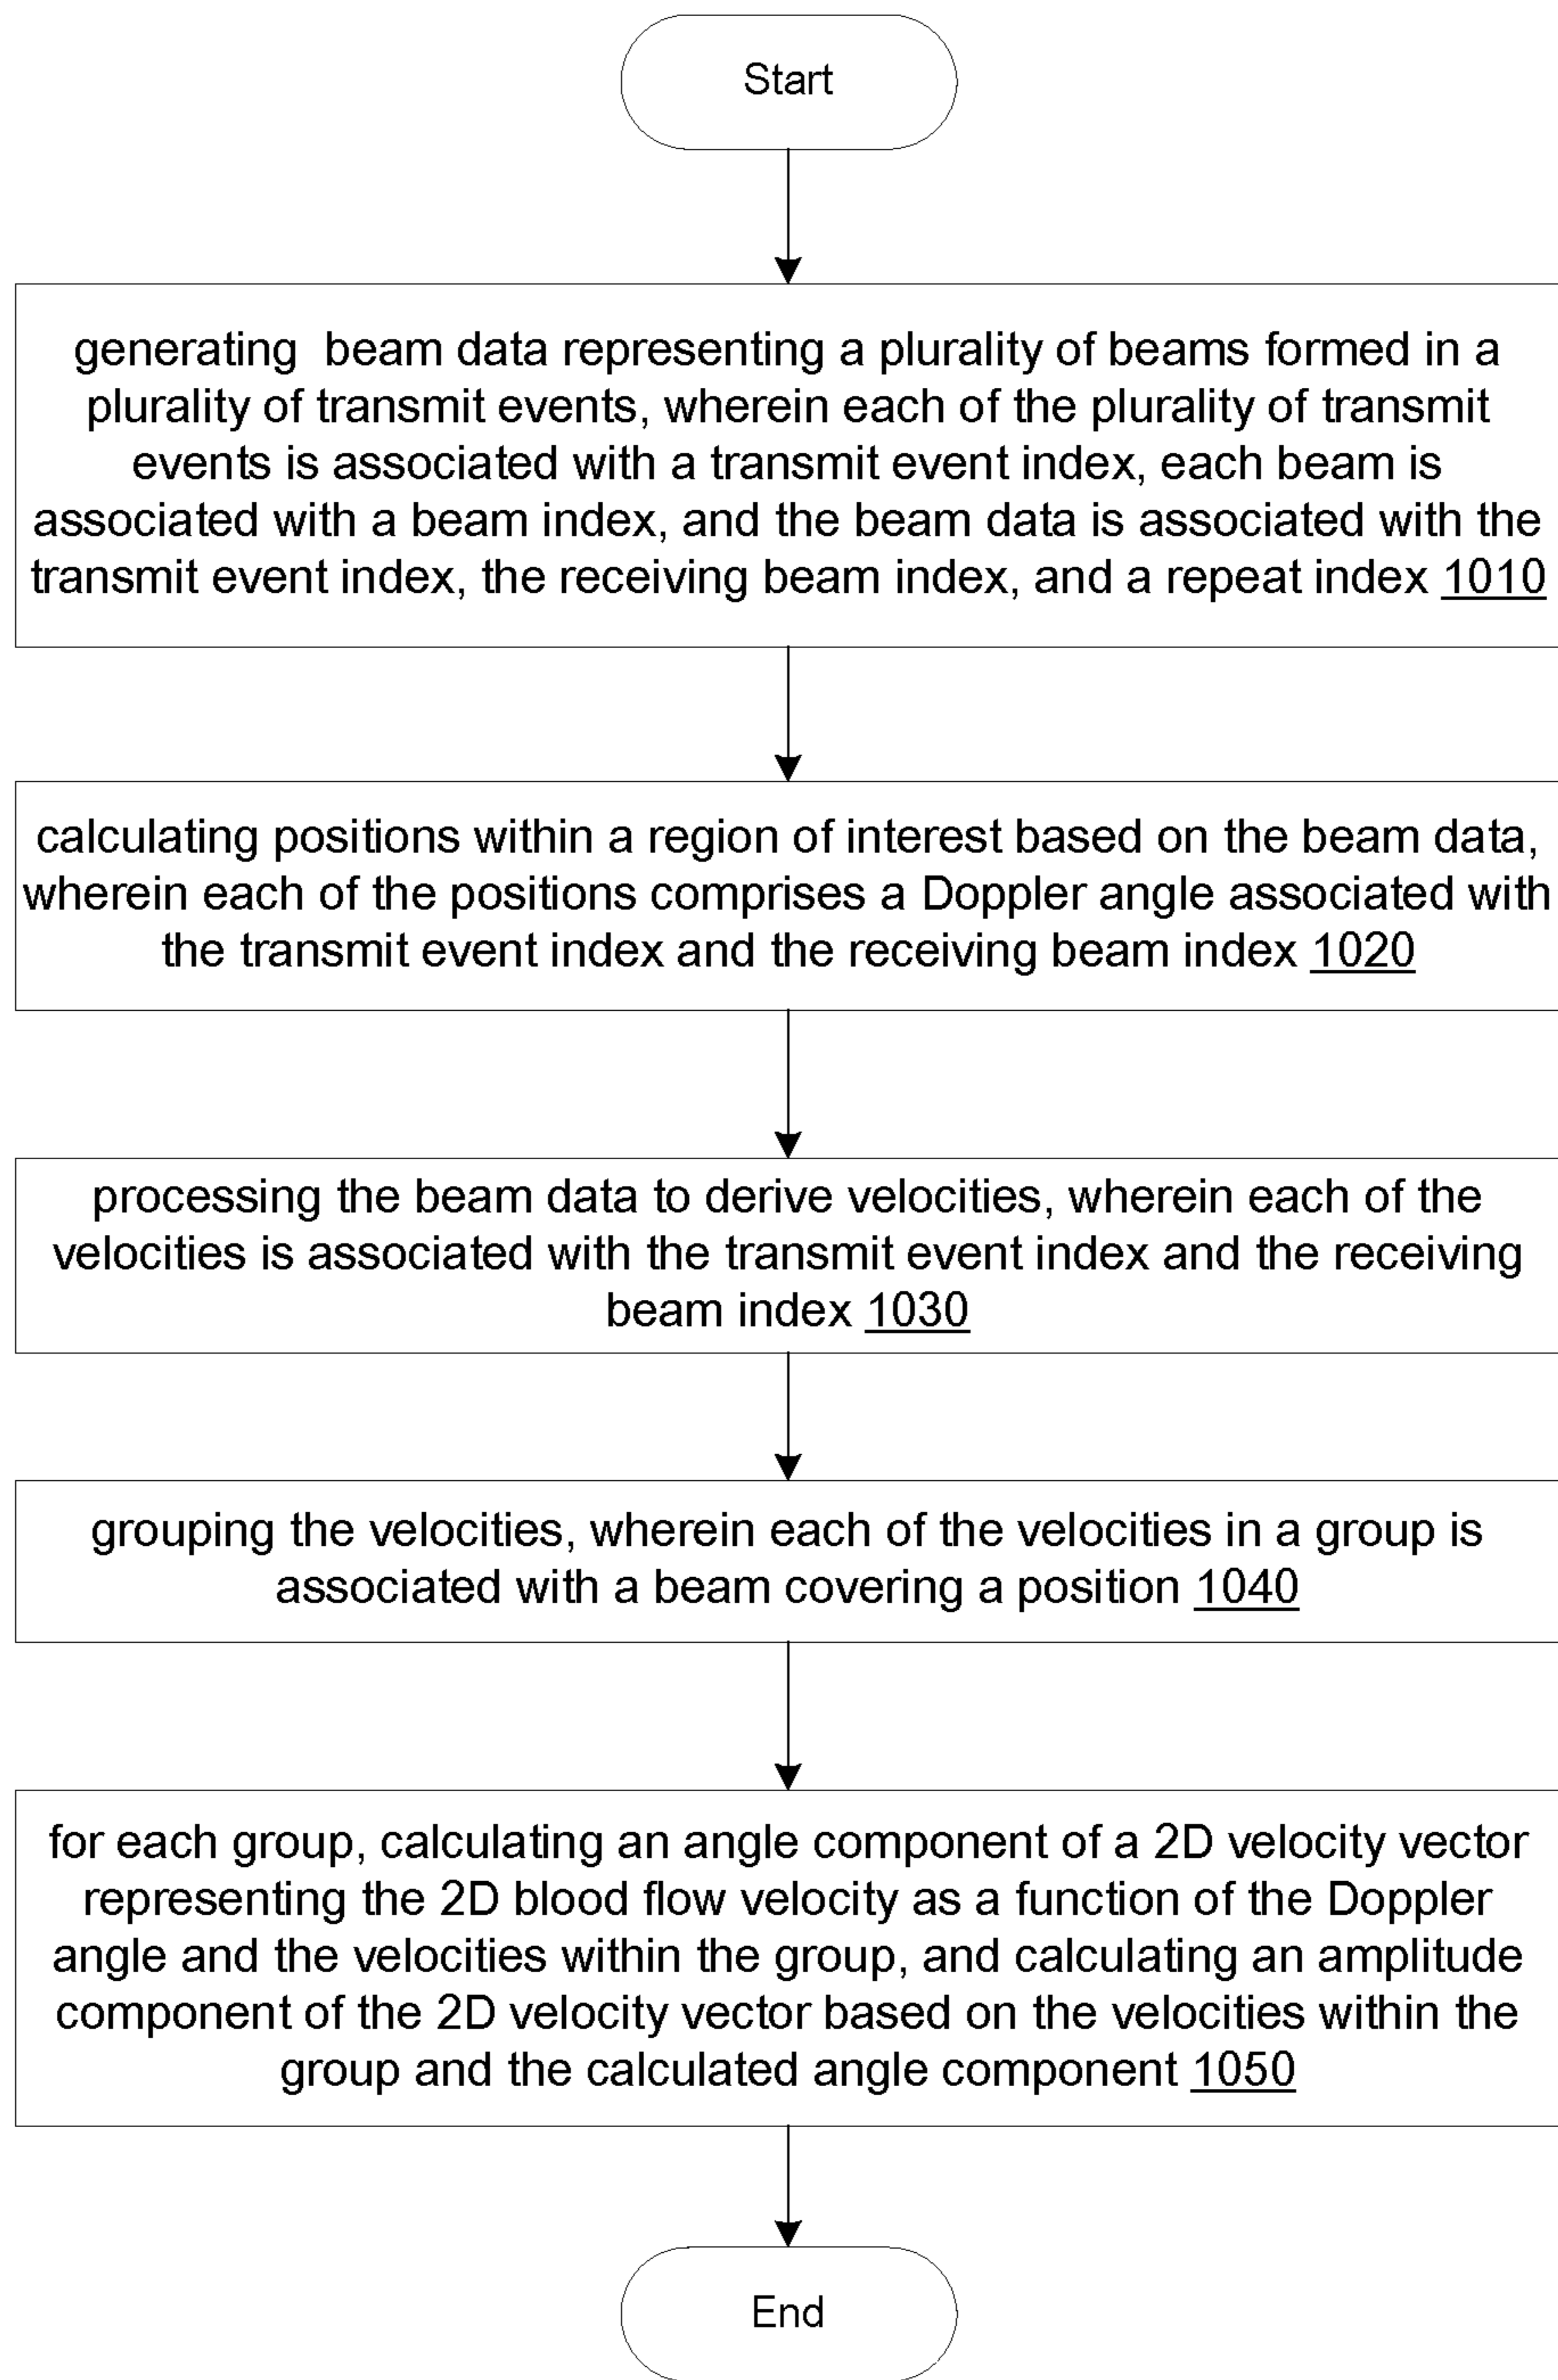 Start
generating beam data representing a plurality of beams formed in a
plurality of transmit events, wherein each of the plurality of transmit
events is associated with a transmit event index, each beam is
associated with a beam index, and the beam data is associated with the
transmit event index, the receiving beam index, and a repeat index 1010
calculating positions within a region of interest based on the beam data,
wherein each of the positions comprises a Doppler angle associated with
the transmit event index and the receiving beam index 1020
processing the beam data to derive velocities, wherein each of the
velocities is associated with the transmit event index and the receiving
beam index 1030
grouping the velocities, wherein each of the velocities in a group is
associated with a beam covering a position 1040
for each group, calculating an angle component of a 2D velocity vector
representing the 2D blood flow velocity as a function of the Doppler
angle and the velocities within the group, and calculating an amplitude
component of the 2D velocity vector based on the velocities within the
group and the calculated angle component 1050
End